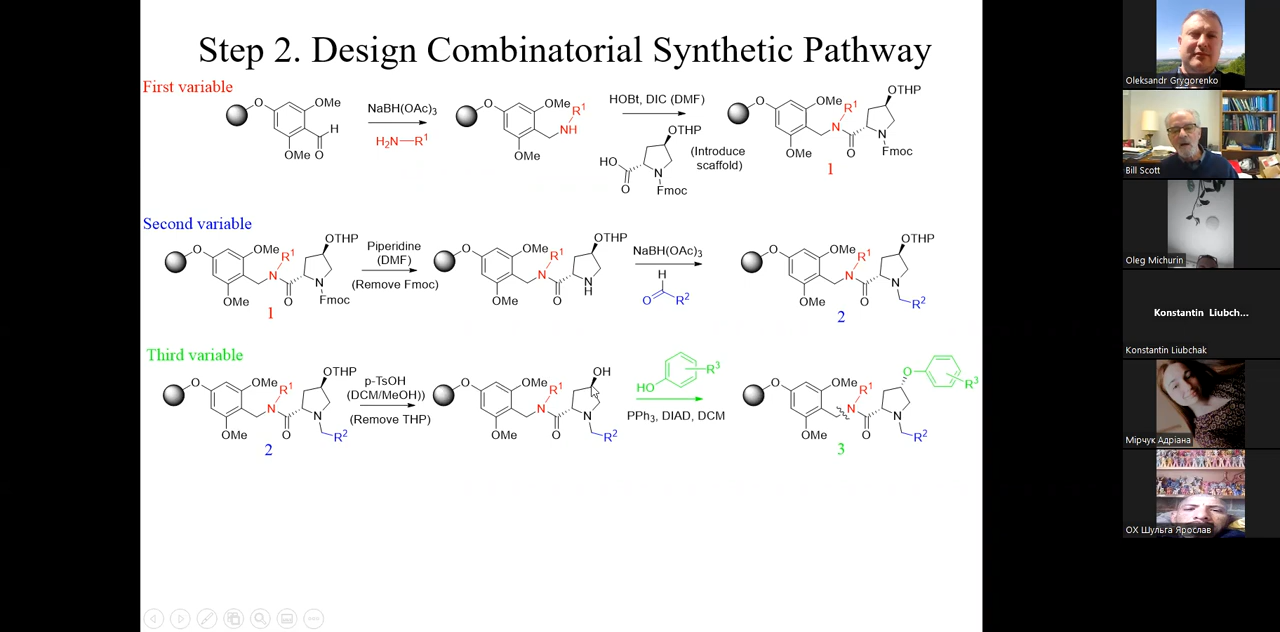 Step 2. Design Combinatorial Synthetic Pathway
First variable
O
OMe
H
O
OMe
NaBH(OAc)3
H2N—R1
O
OMe
R1
NH
OMe
HOBt, DIC (DMF)
OTHP
HO
O
N
Fmoc
(Introduce
scaffold)
O
OMe
R1
N
OMe
O
OTHP
N
Fmoc
1
Second variable
O
OMe
R1
N
OMe
O
OTHP
N
Fmoc
1
Piperidine
(DMF)
(Remove Fmoc)
O
OMe
R1
N
OMe
O
OTHP
N
H
NaBH(OAc)3
H
O
R2
O
OMe
R1
N
OMe
O
OTHP
N
R2
2
Third variable
O
OMe
R1
N
OMe
O
OTHP
N
R2
2
p-TsOH
(DCM/MeOH))
(Remove THP)
O
OMe
R1
N
OMe
O
OH
N
R2
HO
R3
PPh3, DIAD, DCM
O
OMe
R1
N
OMe
O
O
R3
N
R2
3
Oleksandr Grygorenko
Bill Scott
Oleg Michurin
Konstantin Liubch...
Konstantin Liubchak
Мірчук Адріана
ОХ Шульга Ярослав